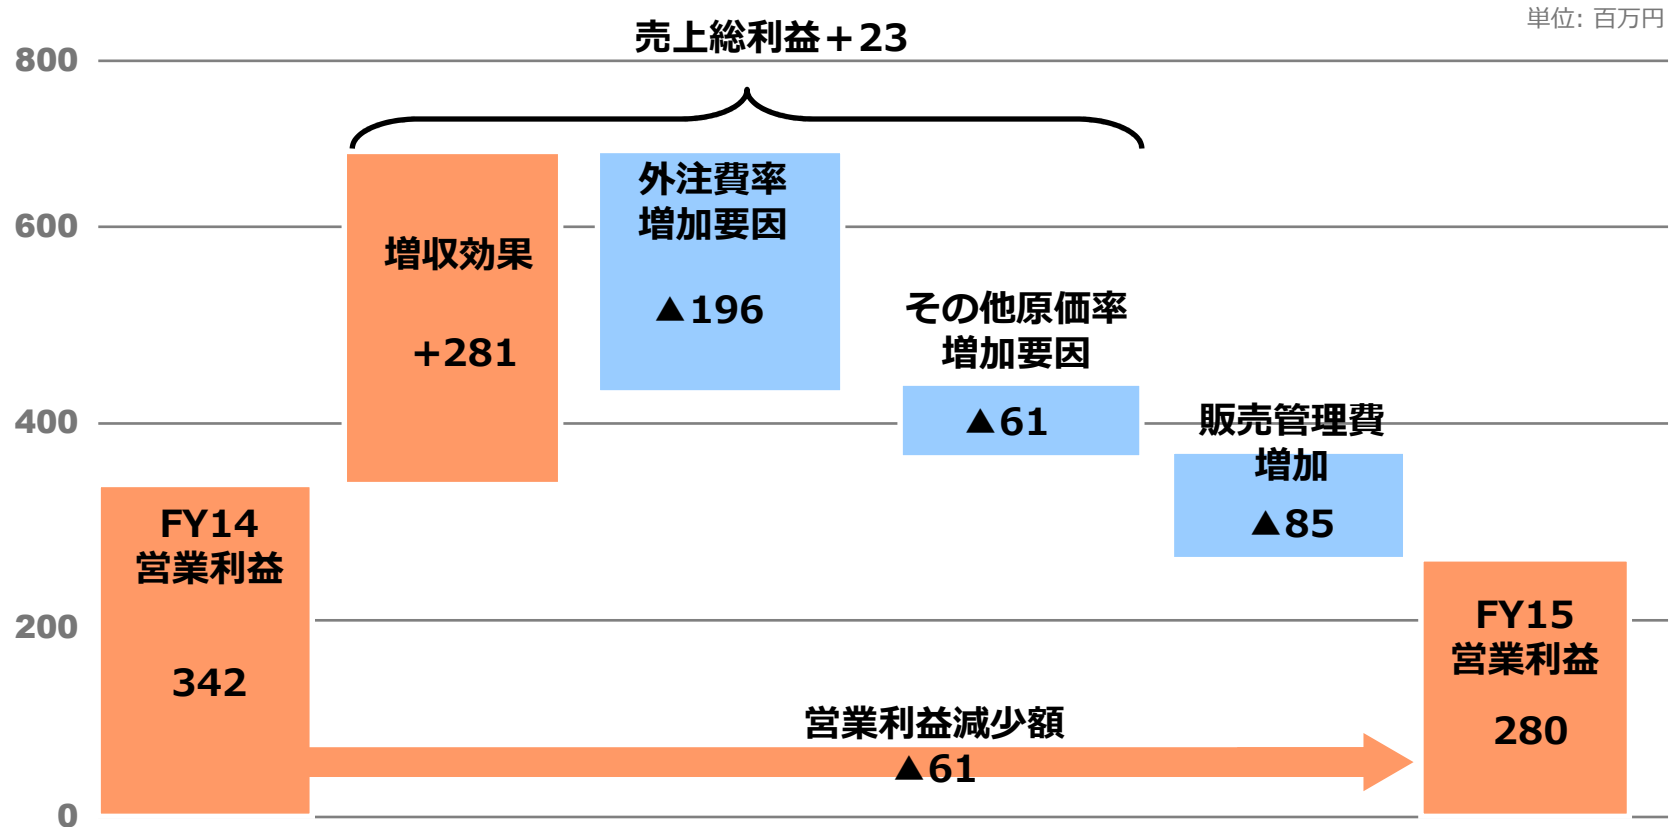 単位: 百万円
売上総利益＋23
800
600
400
200
0
FY14
営業利益
342
増収効果
+281
外注費率
増加要因
▲196
その他原価率
増加要因
▲61
販売管理費
増加
▲85
FY15
営業利益
280
営業利益減少額
▲61